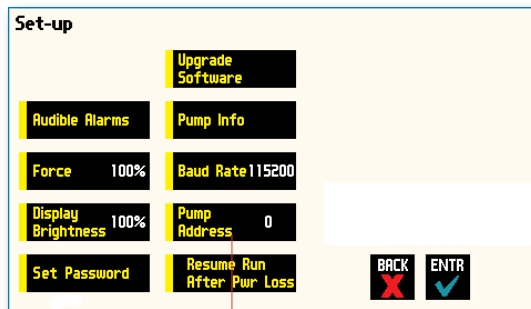 Set-up
Upgrade
Software
Audible Alarms
Pump Info
Force 100%
Baud Rate 115200
Display
Brightness 100%
Pump
Address 0
Set Password
Resume Run
After Pwr Loss
BACK
ENTR